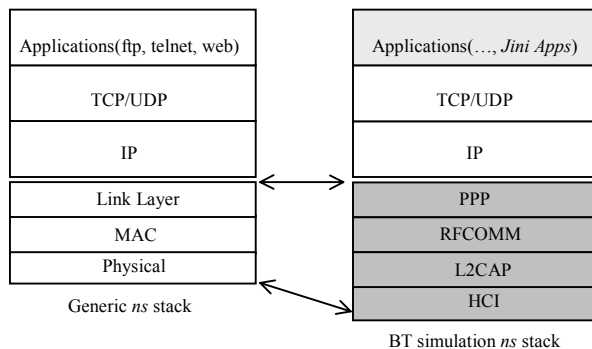 Applications(ftp, telnet, web)
TCP/UDP
IP
Link Layer
MAC
Physical
Generic ns stack
Applications(…, Jini Apps)
TCP/UDP
IP
PPP
RFCOMM
L2CAP
HCI
BT simulation ns stack